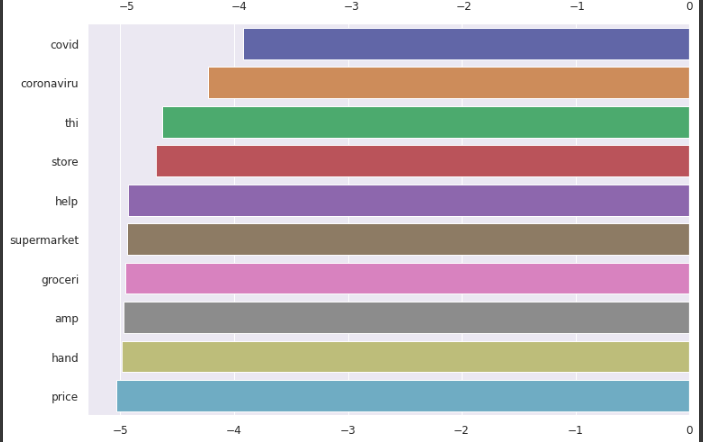 −5 −4 −3 −2 −1 0
covid
coronaviru
thi
store
help
supermarket
groceri
amp
hand
price
−5 −4 −3 −2 −1 0